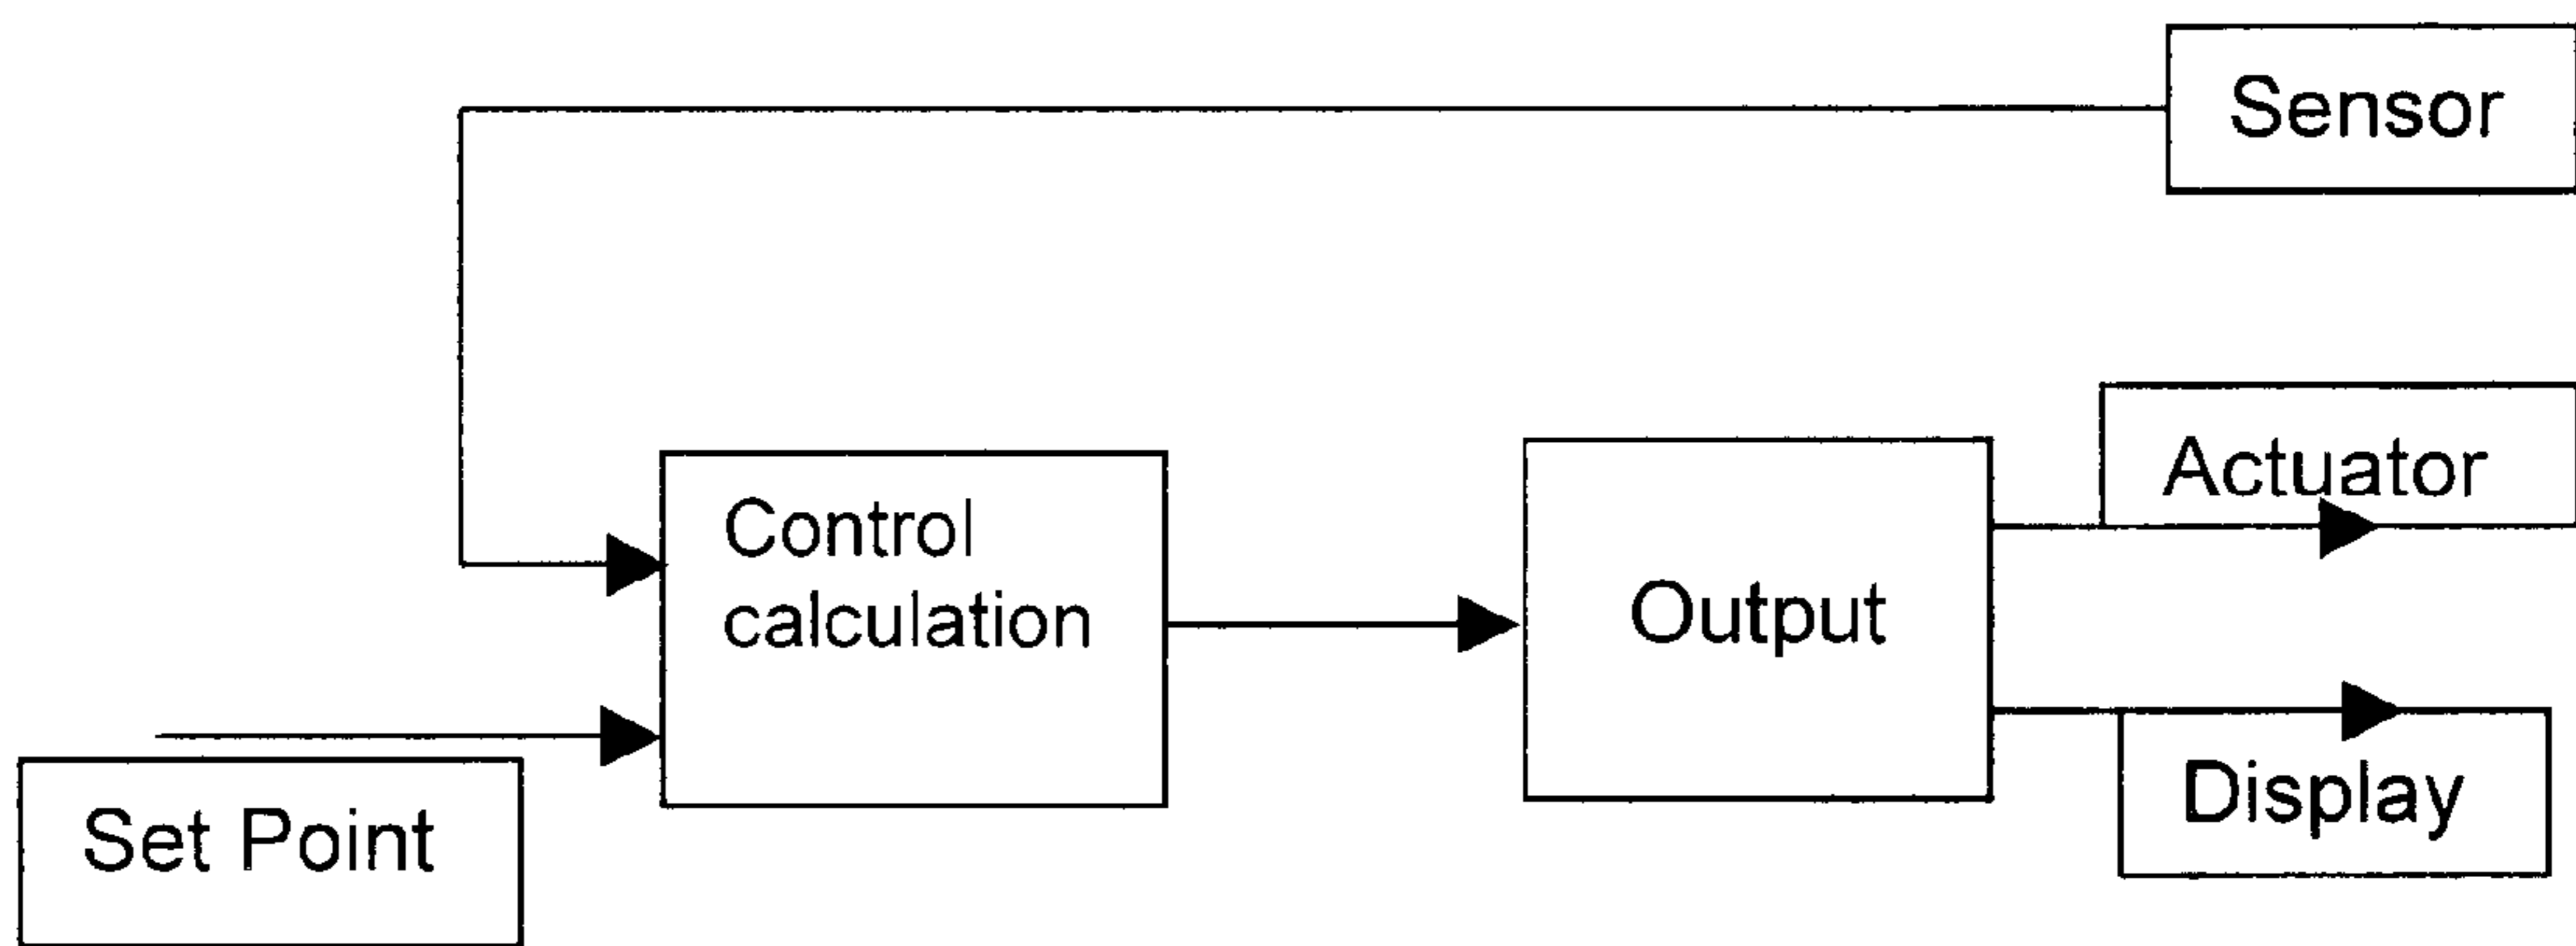 Sensor
Actuator
Control
calculation
Output
Display
Set Point